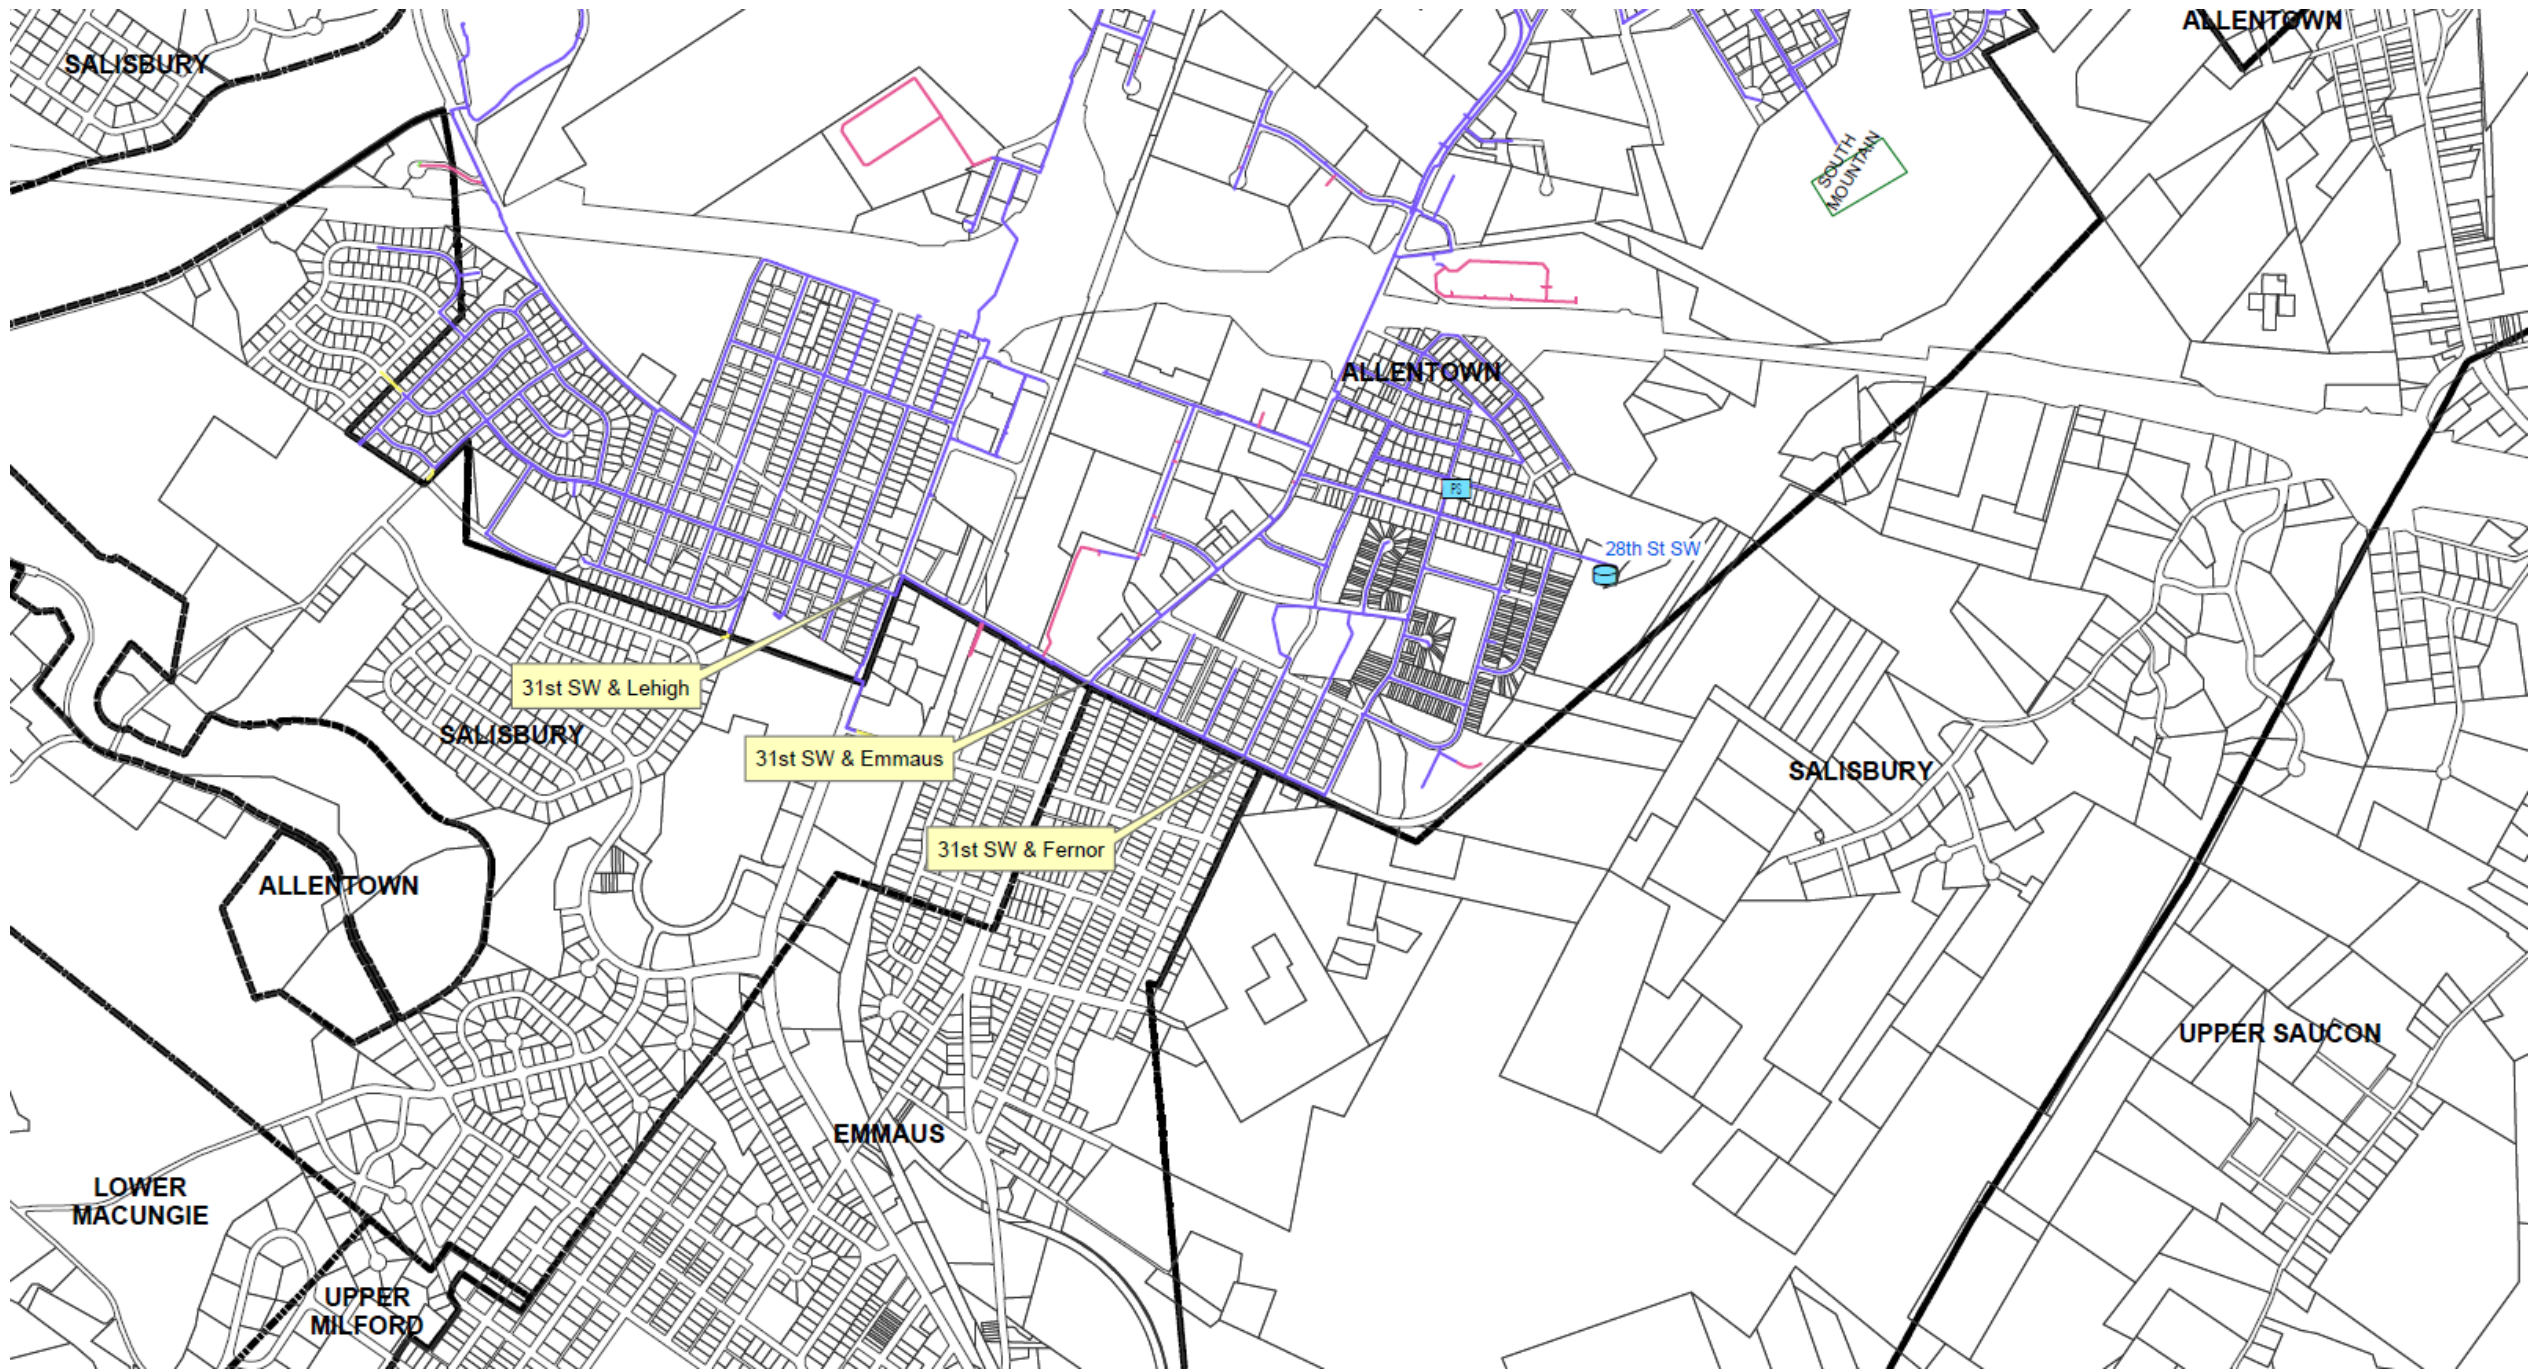 ALLENTOWN
SALISBURY
SOUTH
MOUNTAIN
ALLENTOWN
PS
28th St SW
31st SW & Lehigh
SALISBURY
31st SW & Emmaus
SALISBURY
31st SW & Fernor
ALLENTOWN
UPPER SAUCON
EMMAUS
LOWER
MACUNGIE
UPPER
MILFORD